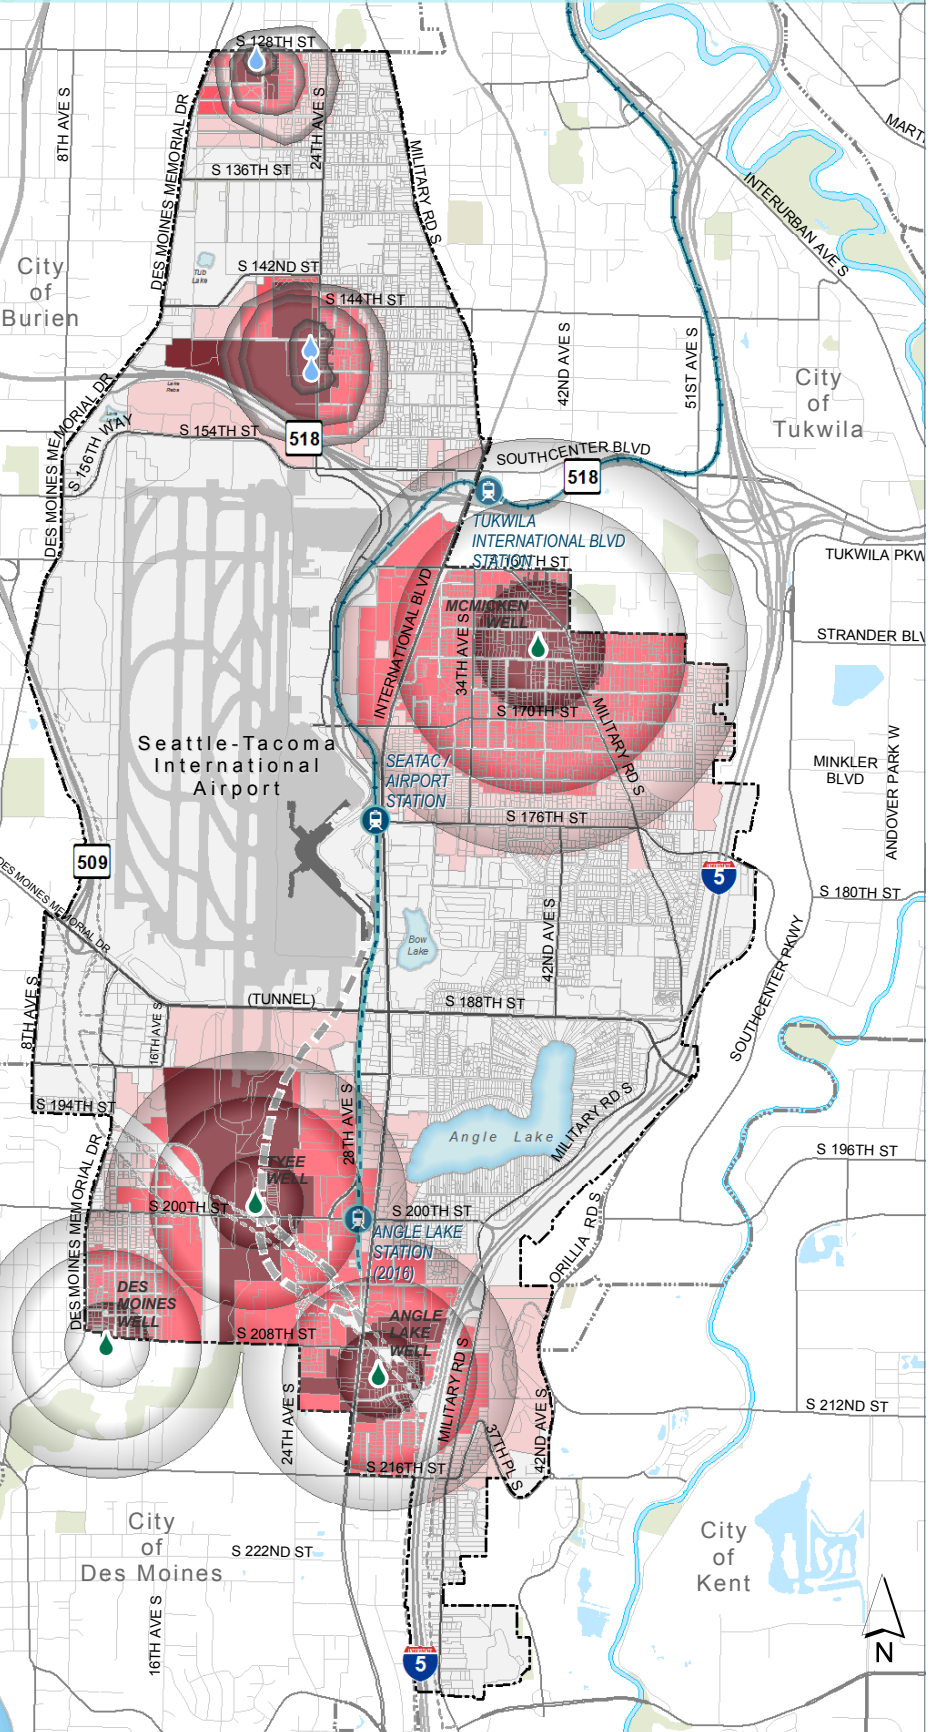 S 128TH ST
8TH AVE S
24TH AVE S
DES MOINES MEMORIAL DR
MILITARY RD S
MART
S 136TH ST
INTERURBAN AVE S
City
of
Burien
TUB
Lake
S 142ND ST
S 144TH ST
42ND AVE S
51ST AVE S
City
of
Tukwila
DES MOINES MEMORIAL DR
S 156TH WAY
S 154TH ST
518
SOUTHCENTER BLVD
518
TUKWILA
INTERNATIONAL BLVD
STATION
TUKWILA PKW
MCMICKEN
WELL
INTERNATIONAL BLVD
34TH AVE S
STRANDER BLV
S 170TH ST
MILITARY RD S
Seattle-Tacoma
International
Airport
SEATAC /
AIRPORT
STATION
MINKLER
BLVD
ANDOVER PARK W
S 176TH ST
509
5
DES MOINES MEMORIAL DR
S 180TH ST
42ND AVE S
Bow
Lake
SOUTHCENTER PKWY
8TH AVE S
16TH AVE S
(TUNNEL)
S 188TH ST
S 194TH ST
28TH AVE S
Angle Lake
MILITARY RD S
S 196TH ST
DES MOINES MEMORIAL DR
TYEE
WELL
S 200TH ST
S 200TH ST
ANGLE LAKE
STATION
(2016)
ORILLIA RD S
DES
MOINES
WELL
ANGLE
LAKE
WELL
S 208TH ST
MILITARY RD S
24TH AVE S
42ND AVE S
S 212ND ST
37TH PL S
S 216TH ST
City
of
Des Moines
S 222ND ST
City
of
Kent
16TH AVE S
5
N